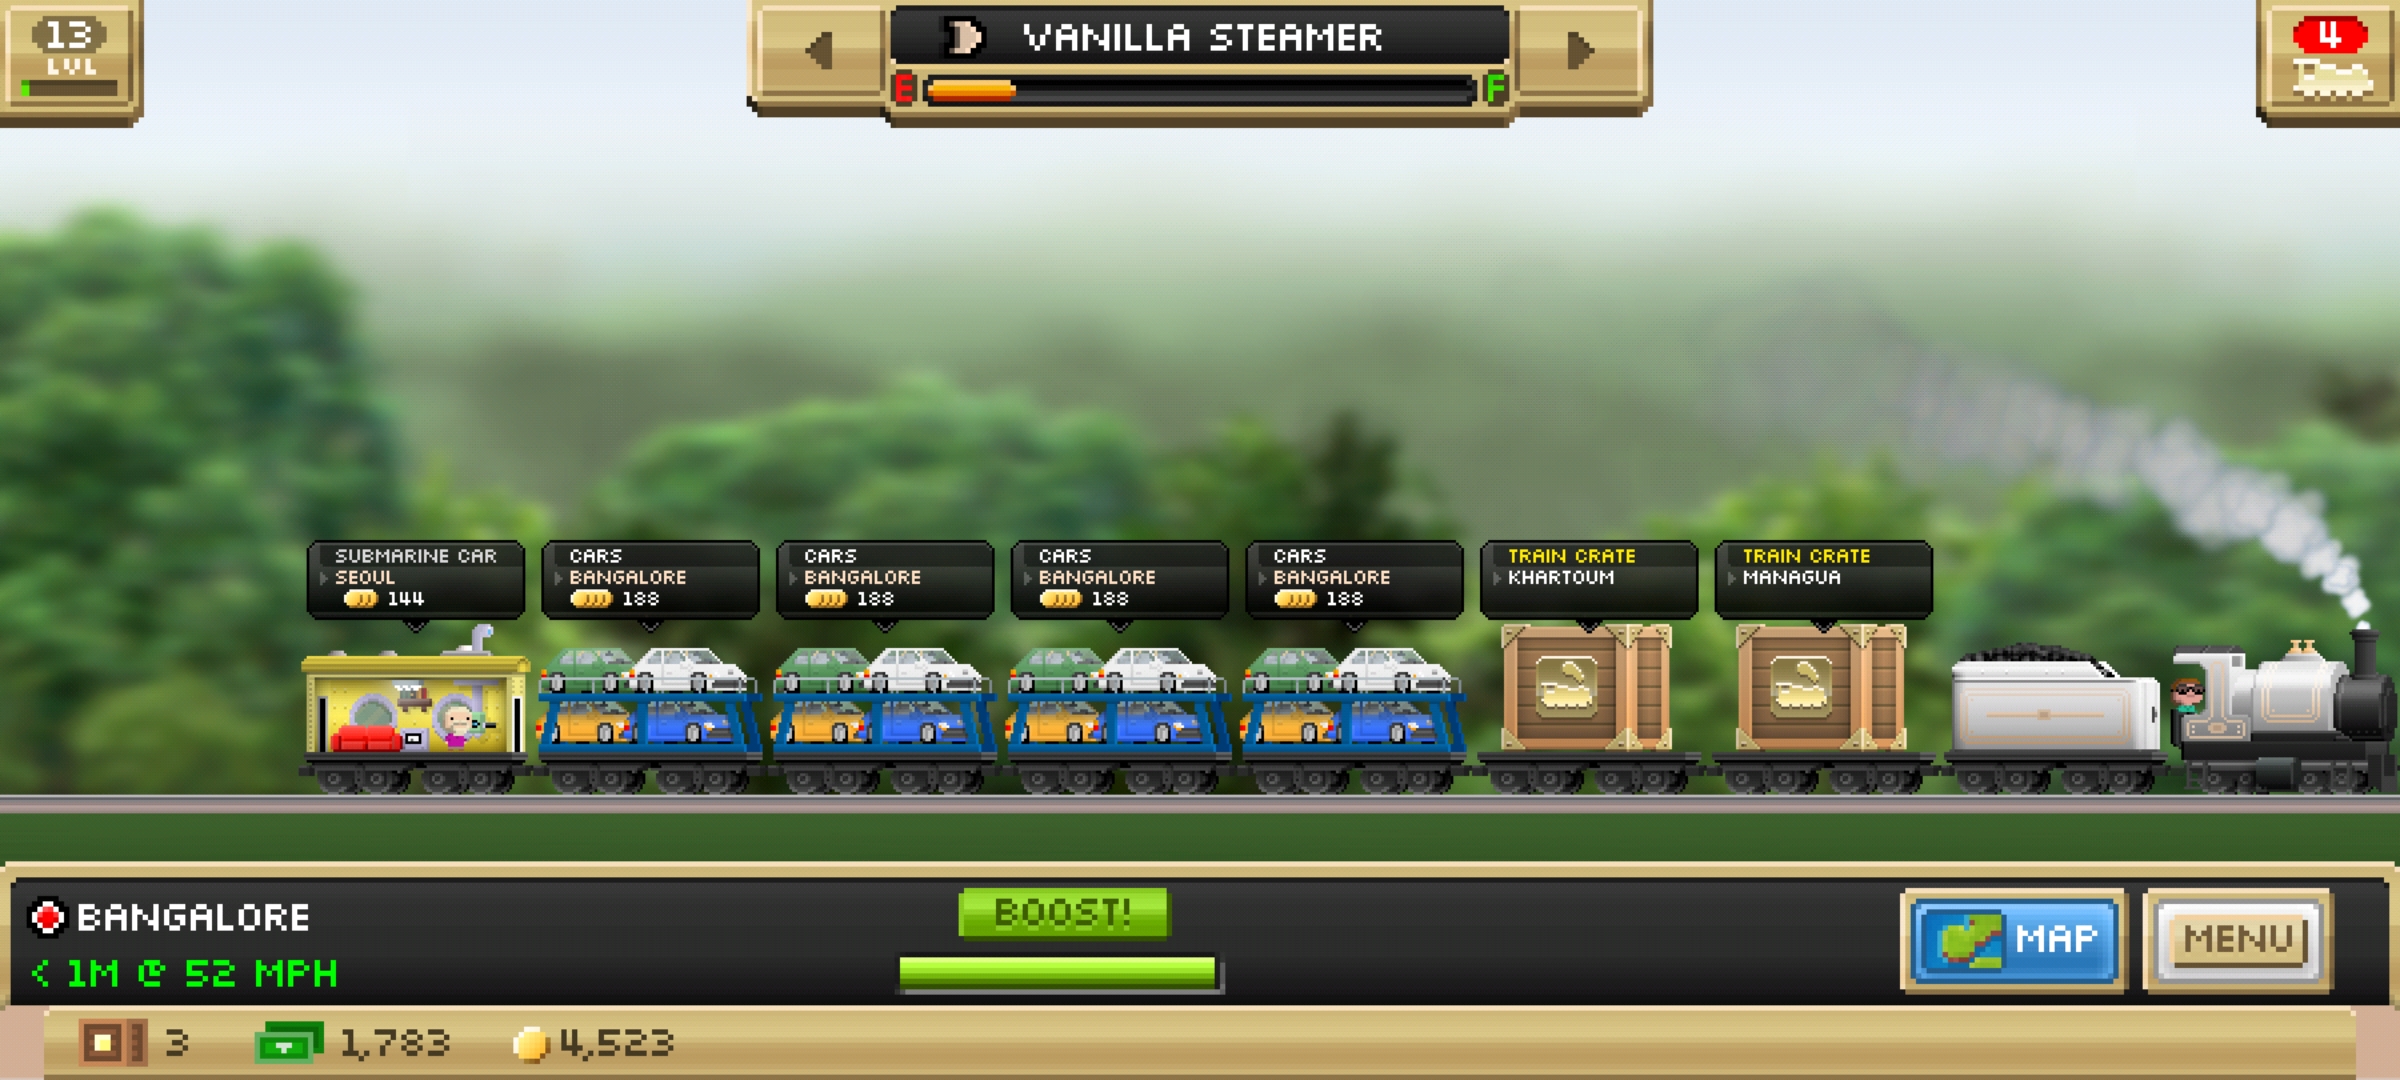 13
LVL
VANILLA STEAMER
E
F
4
SUBMARINE CAR
SEOUL
144
CARS
BANGALORE
188
CARS
BANGALORE
188
CARS
BANGALORE
188
CARS
BANGALORE
188
TRAIN CRATE
KHARTOUM
TRAIN CRATE
MANAGUA
BANGALORE
< 1M @ 52 MPH
BOOST!
MAP
MENU
3
1,783
4,523